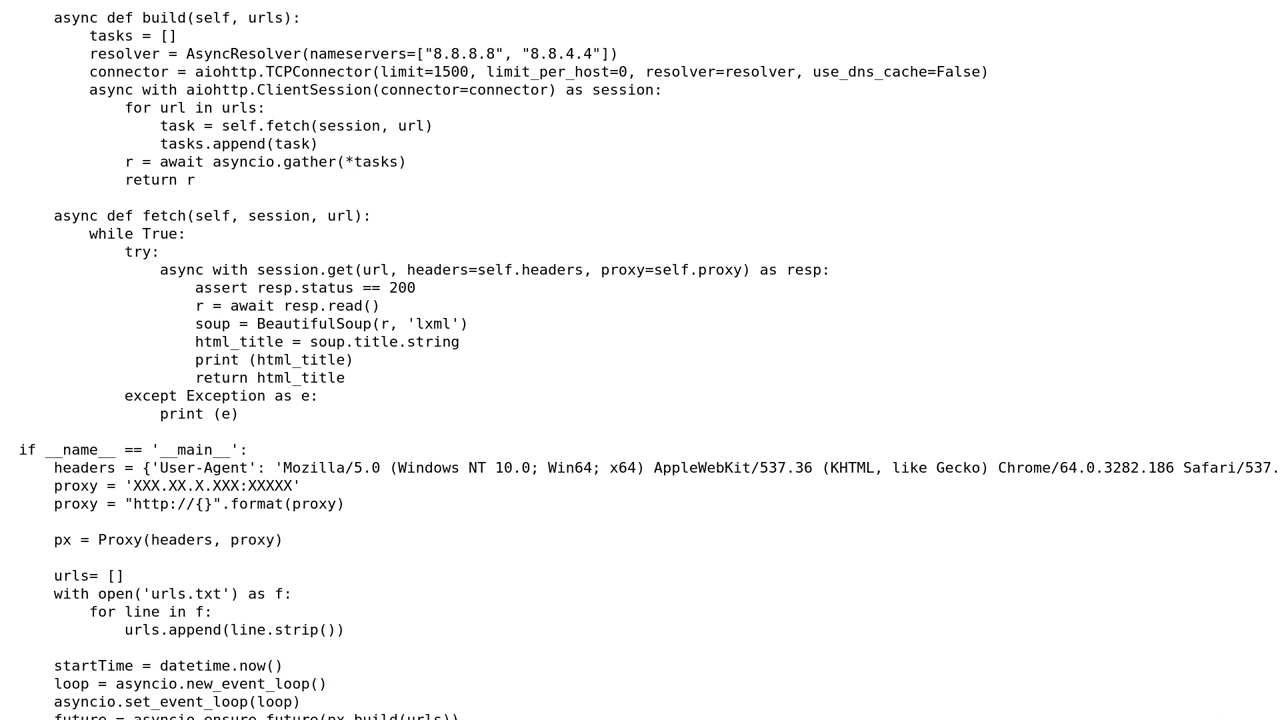 async def build(self, urls):
tasks = []
resolver = AsyncResolver(nameservers=["8.8.8.8", "8.8.4.4"])
connector = aiohttp.TCPConnector(limit=1500, limit_per_host=0, resolver=resolver, use_dns_cache=False)
async with aiohttp.ClientSession(connector=connector) as session:
for url in urls:
task = self.fetch(session, url)
tasks.append(task)
r = await asyncio.gather(*tasks)
return r
async def fetch(self, session, url):
while True:
try:
async with session.get(url, headers=self.headers, proxy=self.proxy) as resp:
assert resp.status == 200
r = await resp.read()
soup = BeautifulSoup(r, 'lxml')
html_title = soup.title.string
print (html_title)
return html_title
except Exception as e:
print (e)
if __name__ == '__main__':
headers = {'User-Agent': 'Mozilla/5.0 (Windows NT 10.0; Win64; x64) AppleWebKit/537.36 (KHTML, like Gecko) Chrome/64.0.3282.186 Safari/537.
proxy = 'XXX.XX.X.XXX:XXXXX'
proxy = "http://{}".format(proxy)
px = Proxy(headers, proxy)
urls= []
with open('urls.txt') as f:
for line in f:
urls.append(line.strip())
startTime = datetime.now()
loop = asyncio.new_event_loop()
asyncio.set_event_loop(loop)
future = asyncio.ensure_future(px.build(urls))